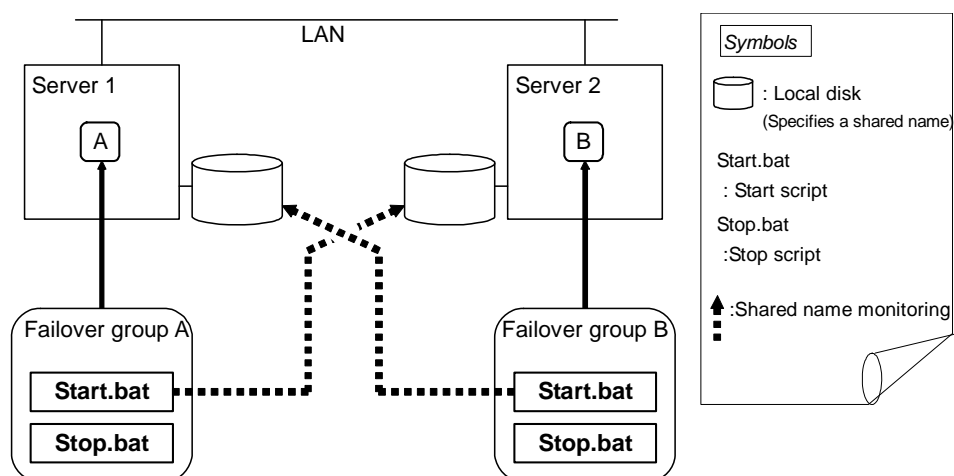 LAN
Server 1
Server 2
A
B
Failover group A
Start.bat
Stop.bat
Failover group B
Start.bat
Stop.bat
Symbols
: Local disk
(Specifies a shared name)
Start.bat
: Start script
Stop.bat
:Stop script
:Shared name monitoring